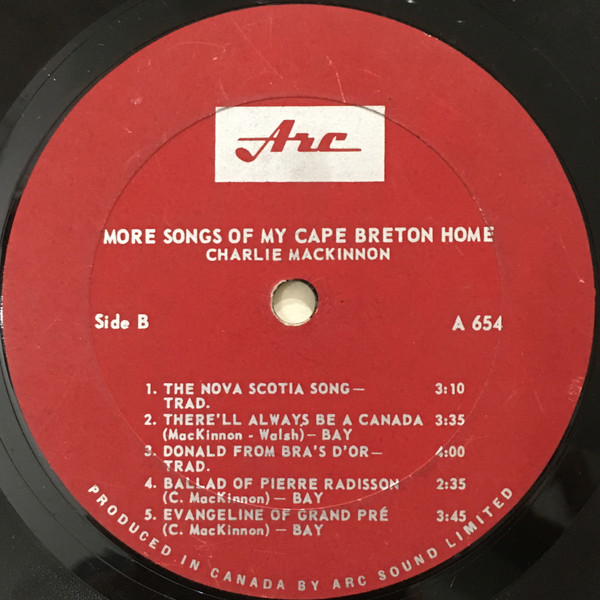 Arc
MORE SONGS OF MY CAPE BRETON HOME
CHARLIE MACKINNON
Side B
A 654
1. THE NOVA SCOTIA SONG— 3:10
TRAD.
2. THERE'LL ALWAYS BE A CANADA 3:35
(MacKinnon - Walsh)— BAY
3. DONALD FROM BRA'S D'OR— 4:00
TRAD.
4. BALLAD OF PIERRE RADISSON 2:35
(C. MacKinnon) — BAY
5. EVANGELINE OF GRAND PRÉ 3:45
(C. MacKinnon) — BAY
PRODUCED IN CANADA BY ARC SOUND LIMITED